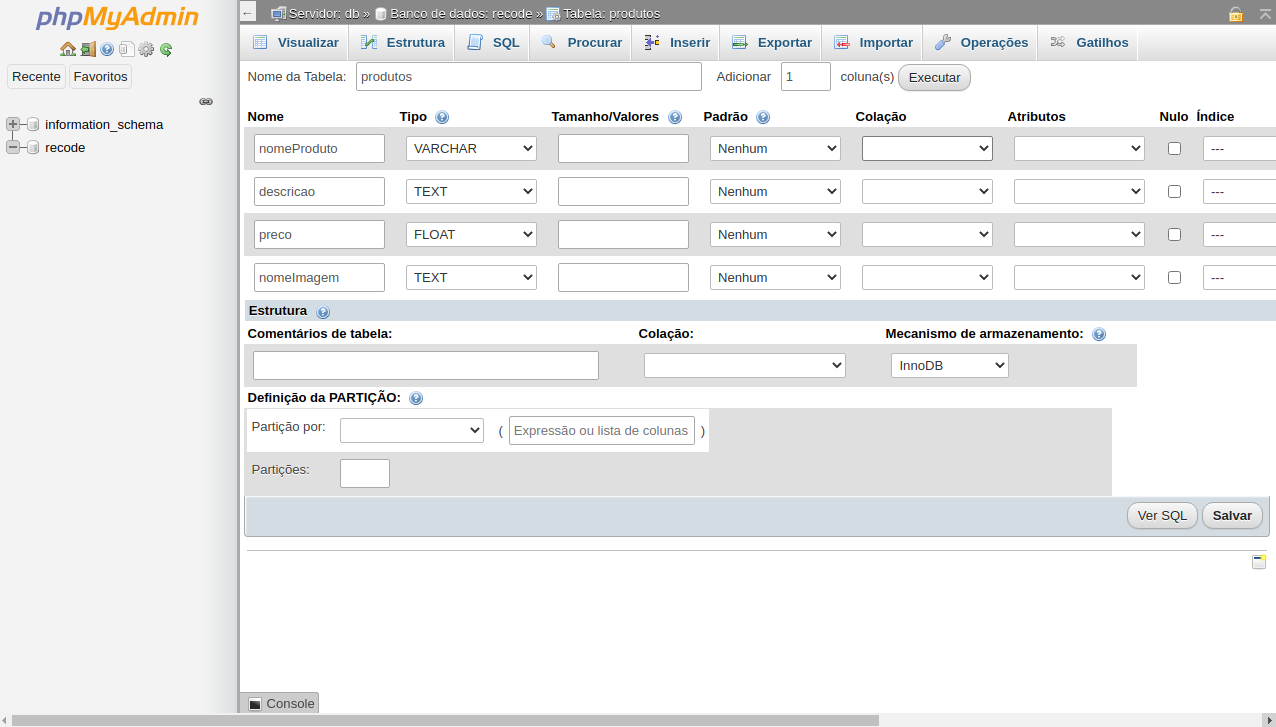 phpMyAdmin
Recente Favoritos
information_schema
recode
← Servidor: db » Banco de dados: recode » Tabela: produtos
Visualizar Estrutura SQL Procurar Inserir Exportar Importar Operações Gatilhos
Nome da Tabela: produtos Adicionar 1 coluna(s) Executar
Nome Tipo Tamanho/Valores Padrão Colação Atributos Nulo Índice
nomeProduto VARCHAR Nenhum ---
descricao TEXT Nenhum ---
preco FLOAT Nenhum ---
nomeImagem TEXT Nenhum ---
Estrutura
Comentários de tabela: Colação: Mecanismo de armazenamento:
InnoDB
Definição da PARTIÇÃO:
Partição por: ( Expressão ou lista de colunas )
Partições:
Ver SQL Salvar
Console